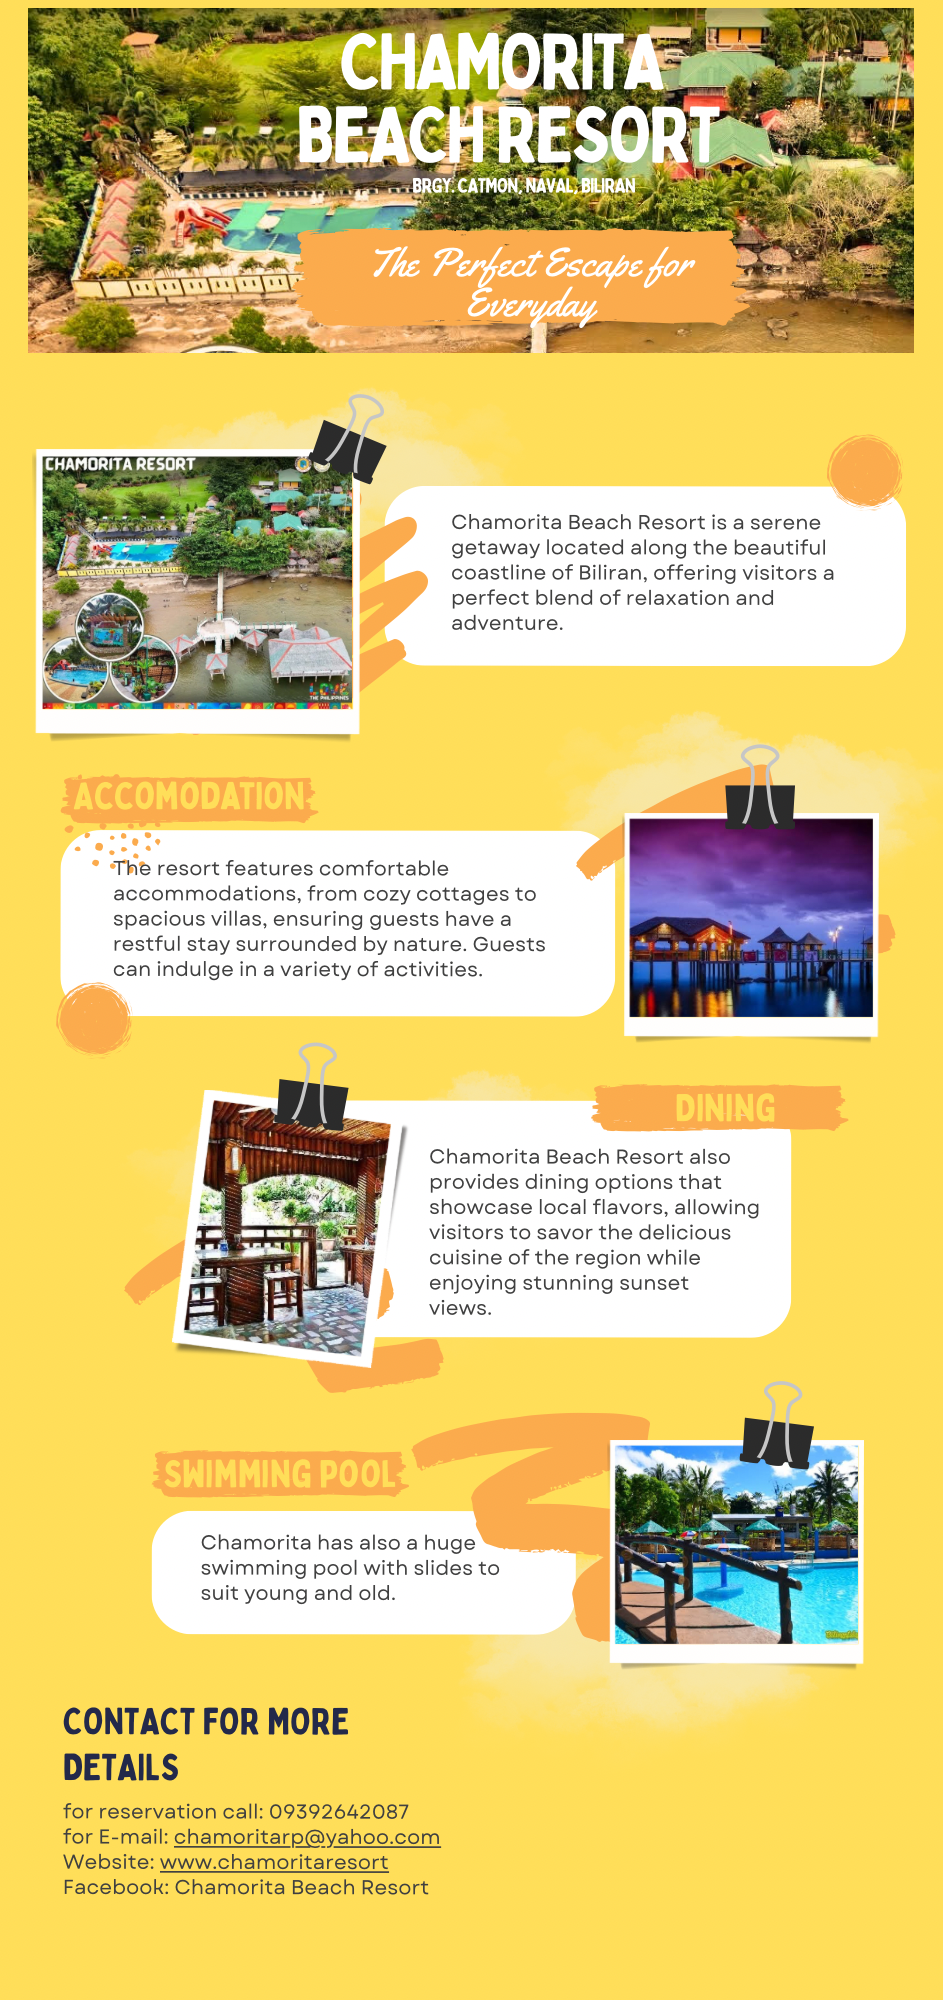 CHAMORITA
BEACH RESORT
BRGY. CATMON, NAVAL, BILIRAN
The Perfect Escape for
Everyday
CHAMORITA RESORT
LOVE
THE PHILIPPINES
Chamorita Beach Resort is a serene
getaway located along the beautiful
coastline of Biliran, offering visitors a
perfect blend of relaxation and
adventure.
ACCOMODATION
The resort features comfortable
accommodations, from cozy cottages to
spacious villas, ensuring guests have a
restful stay surrounded by nature. Guests
can indulge in a variety of activities.
DINING
Chamorita Beach Resort also
provides dining options that
showcase local flavors, allowing
visitors to savor the delicious
cuisine of the region while
enjoying stunning sunset
views.
SWIMMING POOL
Chamorita has also a huge
swimming pool with slides to
suit young and old.
CONTACT FOR MORE
DETAILS
for reservation call: 09392642087
for E-mail: chamoritarp@yahoo.com
Website: www.chamoritaresort
Facebook: Chamorita Beach Resort